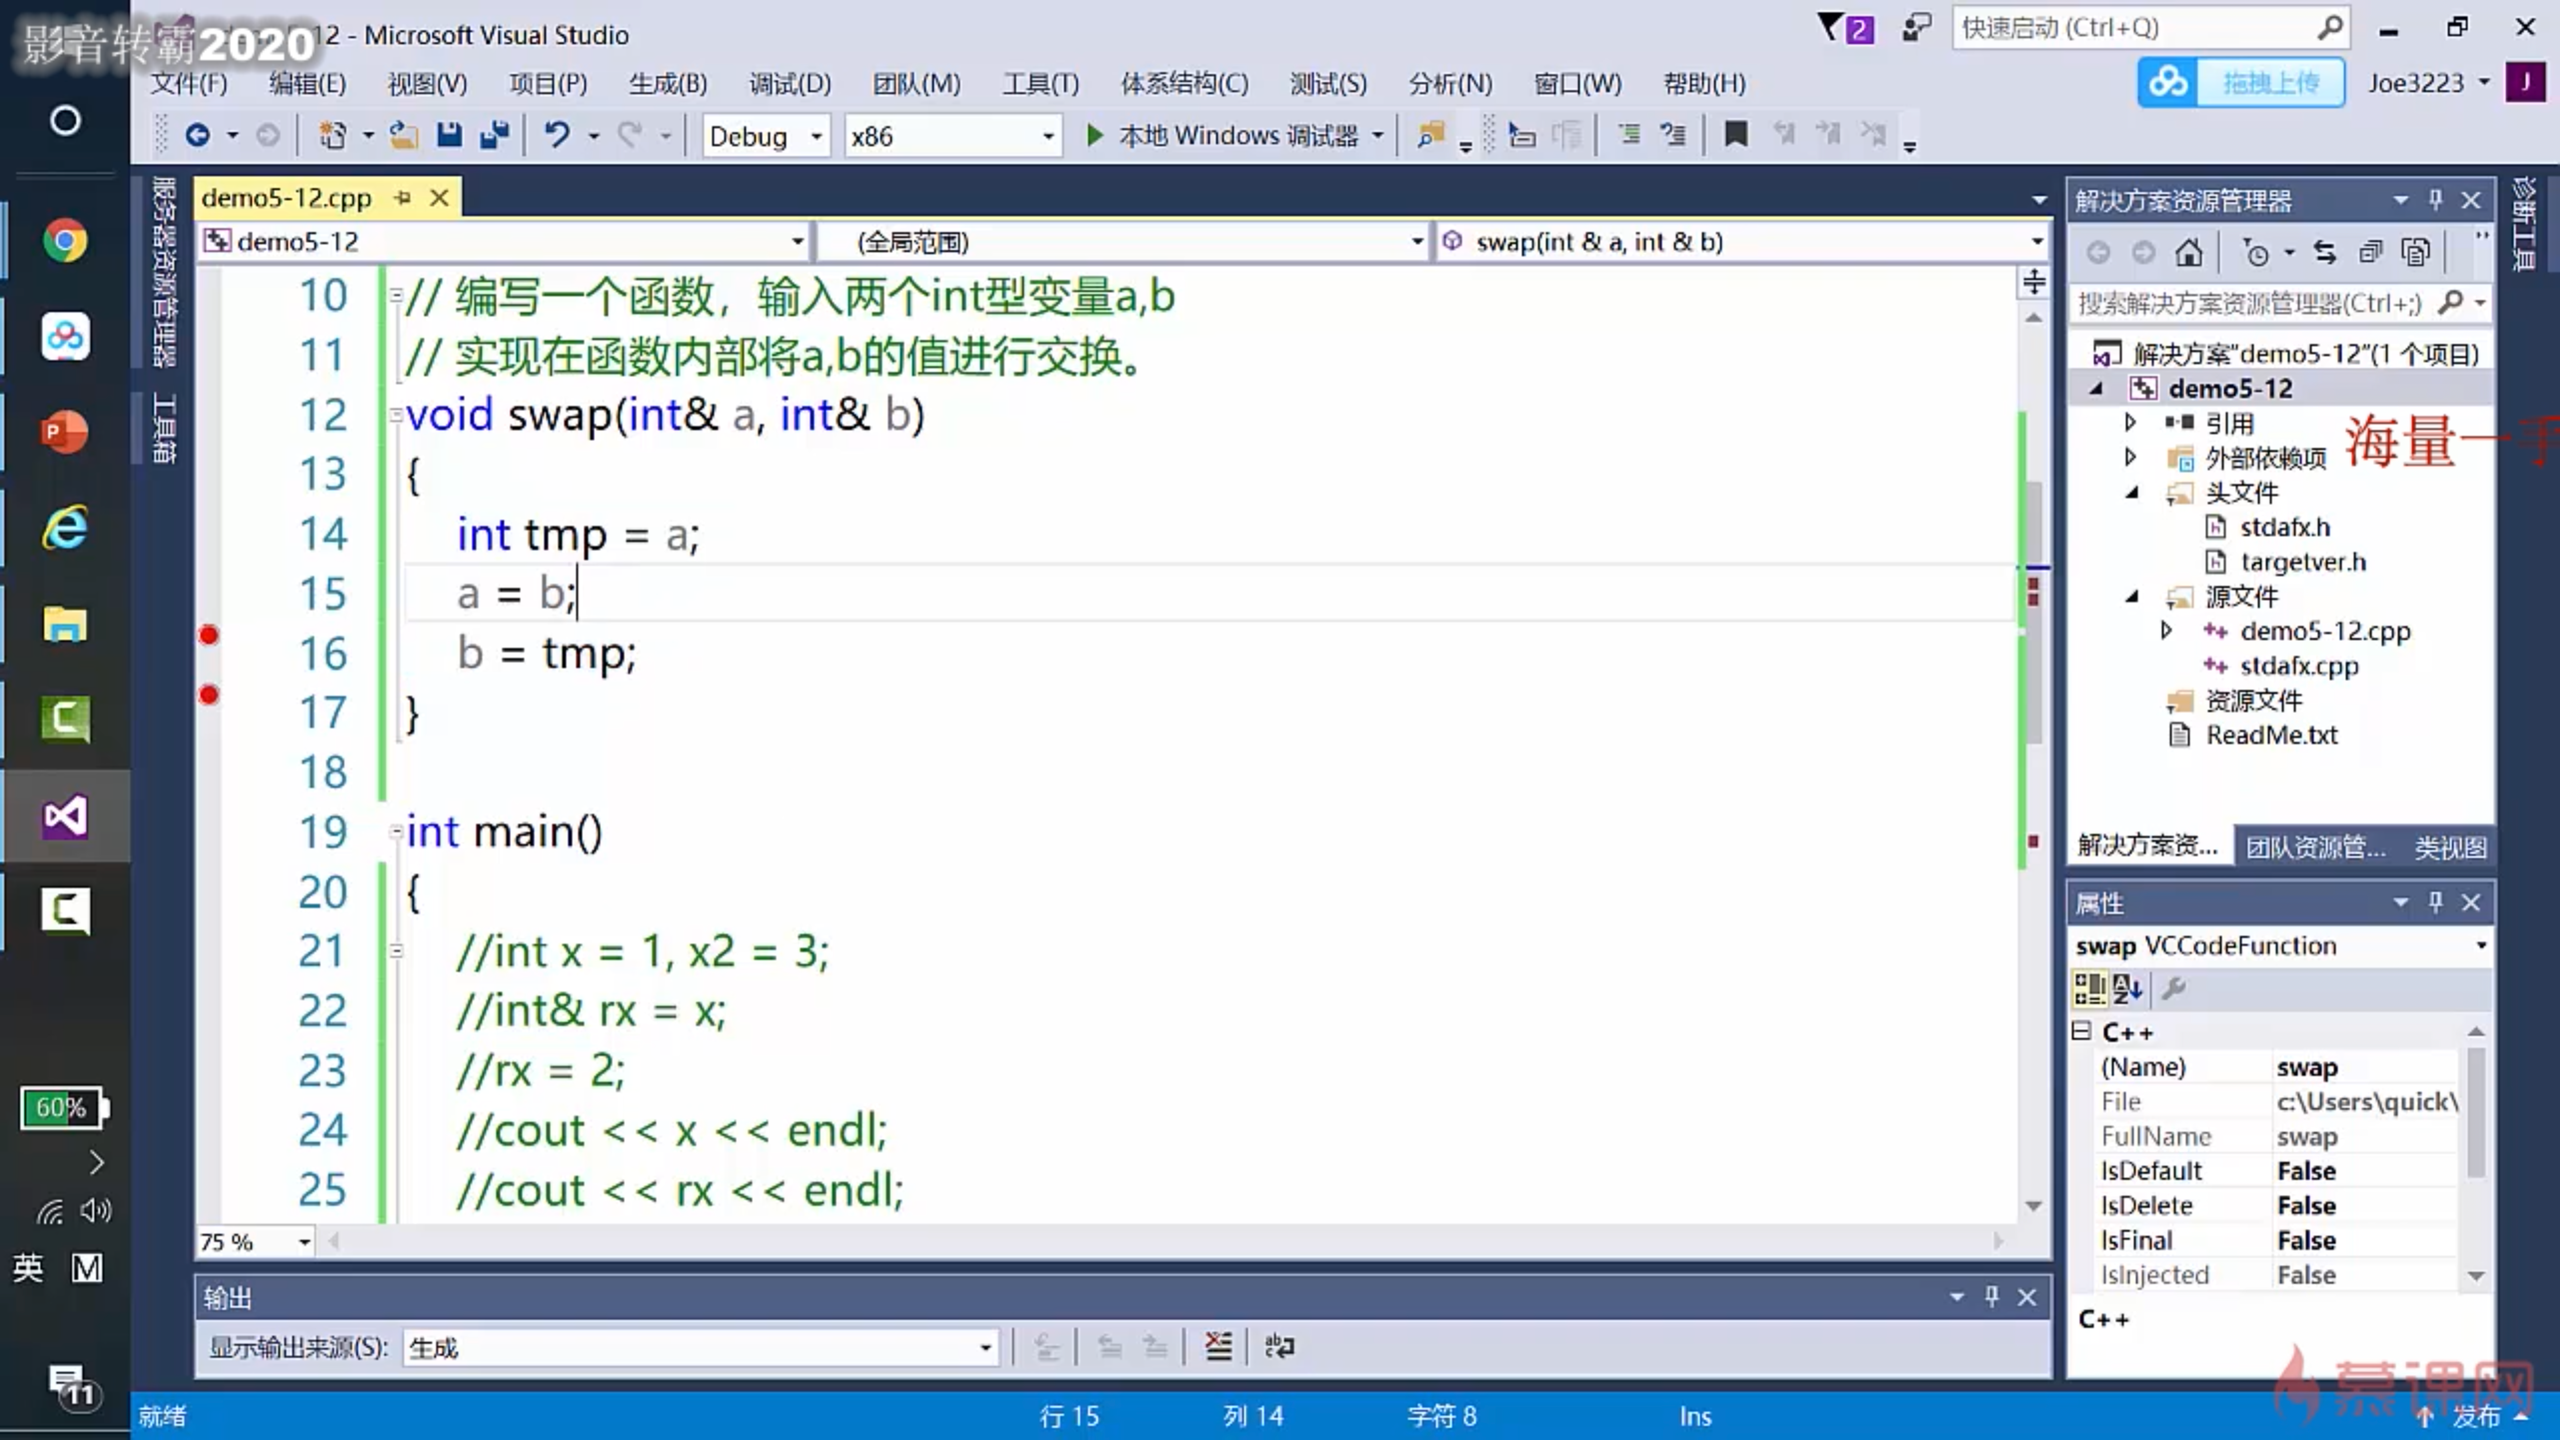 影音转霸2020
12 - Microsoft Visual Studio
2
快速启动 (Ctrl+Q)
文件(F) 编辑(E) 视图(V) 项目(P) 生成(B) 调试(D) 团队(M) 工具(T) 体系结构(C) 测试(S) 分析(N) 窗口(W) 帮助(H)
拖拽上传
Joe3223
J
Debug x86 本地 Windows 调试器
服务器资源管理器
工具箱
demo5-12.cpp
demo5-12 (全局范围) swap(int & a, int & b)
10 // 编写一个函数，输入两个int型变量a,b
11 // 实现在函数内部将a,b的值进行交换。
12 void swap(int& a, int& b)
13 {
14 int tmp = a;
15 a = b;
16 b = tmp;
17 }
18
19 int main()
20 {
21 //int x = 1, x2 = 3;
22 //int& rx = x;
23 //rx = 2;
24 //cout << x << endl;
25 //cout << rx << endl;
75 %
输出
显示输出来源(S): 生成
就绪 行 15 列 14 字符 8 Ins 发布
解决方案资源管理器
搜索解决方案资源管理器(Ctrl+;)
解决方案"demo5-12"(1 个项目)
demo5-12
引用
外部依赖项
海量一手
头文件
stdafx.h
targetver.h
源文件
demo5-12.cpp
stdafx.cpp
资源文件
ReadMe.txt
解决方案资... 团队资源管... 类视图
属性
swap VCCodeFunction
C++
(Name) swap
File c:\Users\quick\
FullName swap
IsDefault False
IsDelete False
IsFinal False
IsInjected False
C++
慕课网
诊断工具
60%
英 M
11